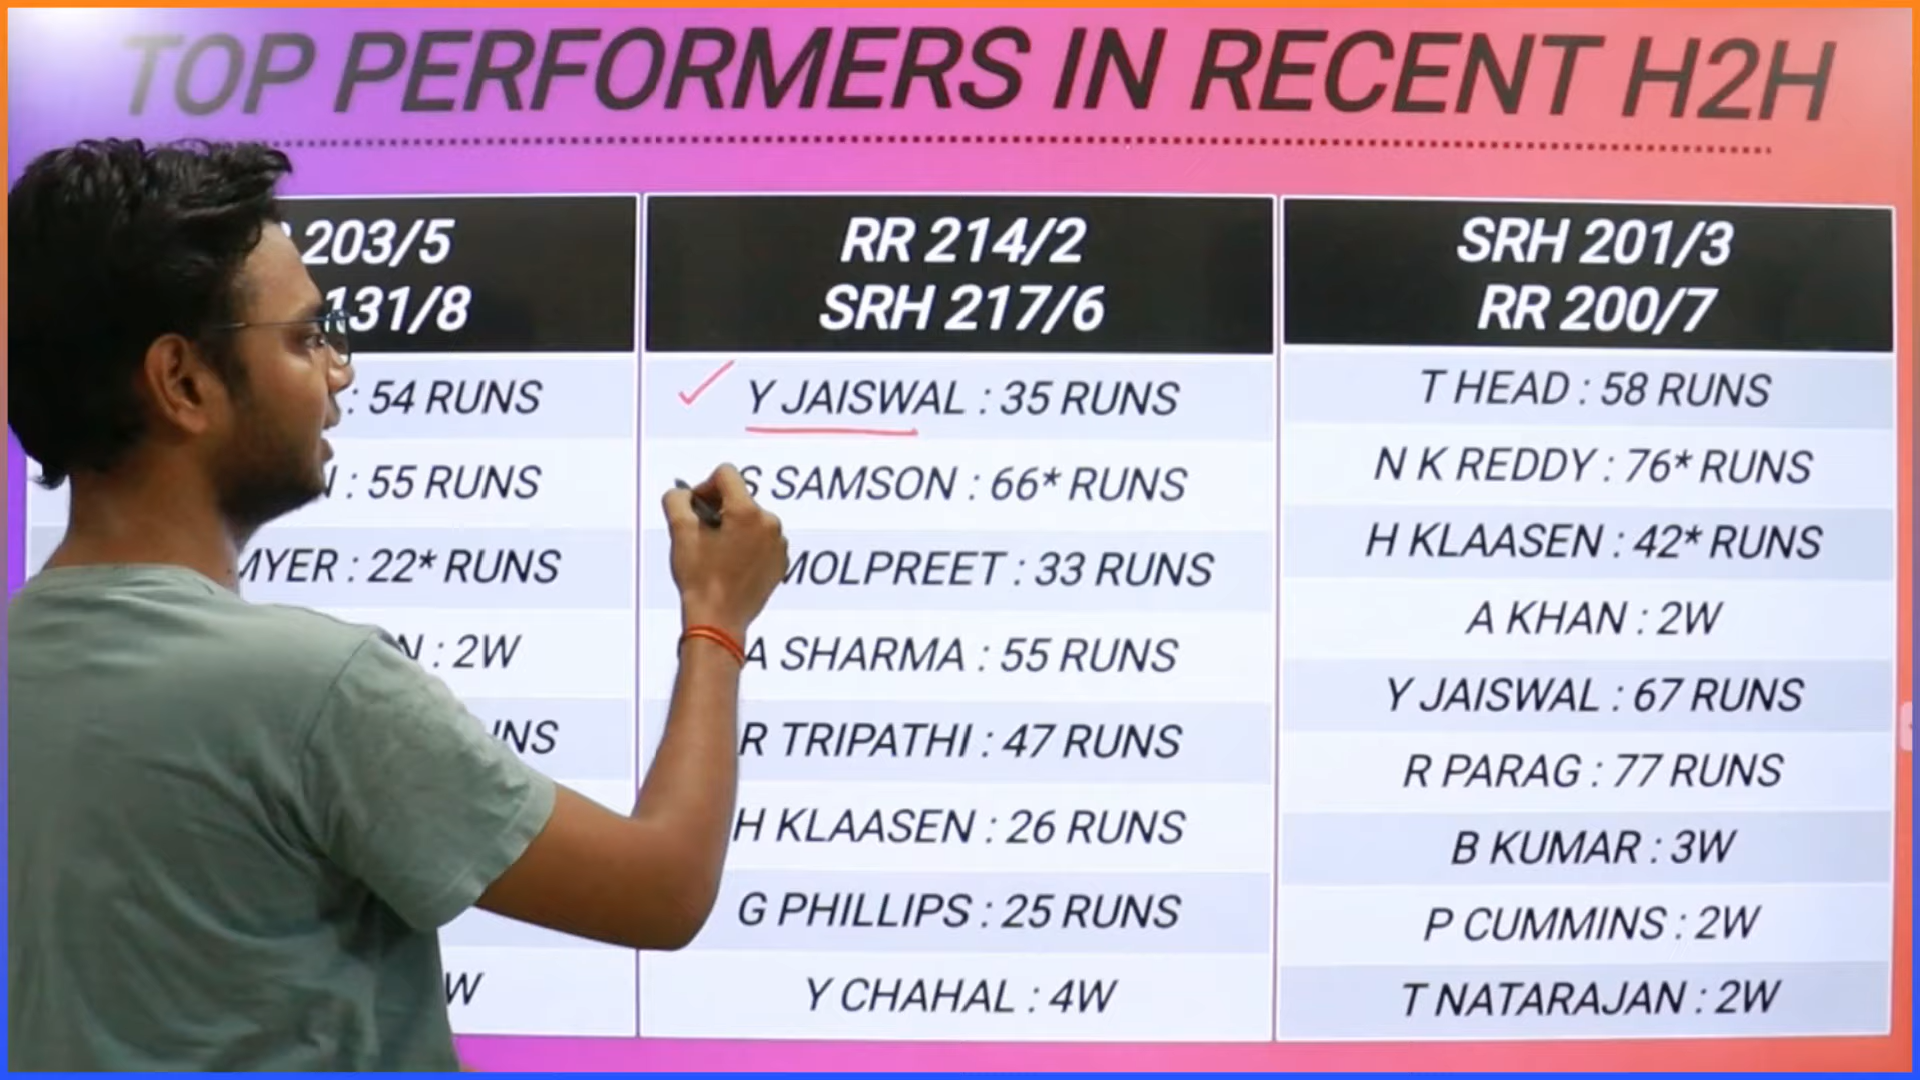 TOP PERFORMERS IN RECENT H2H
203/5
131/8
: 54 RUNS
: 55 RUNS
MYER : 22* RUNS
N : 2W
W
RR 214/2
SRH 217/6
Y JAISWAL : 35 RUNS
S SAMSON : 66* RUNS
MOLPREET : 33 RUNS
A SHARMA : 55 RUNS
R TRIPATHI : 47 RUNS
H KLAASEN : 26 RUNS
G PHILLIPS : 25 RUNS
Y CHAHAL : 4W
SRH 201/3
RR 200/7
T HEAD : 58 RUNS
N K REDDY : 76* RUNS
H KLAASEN : 42* RUNS
A KHAN : 2W
Y JAISWAL : 67 RUNS
R PARAG : 77 RUNS
B KUMAR : 3W
P CUMMINS : 2W
T NATARAJAN : 2W